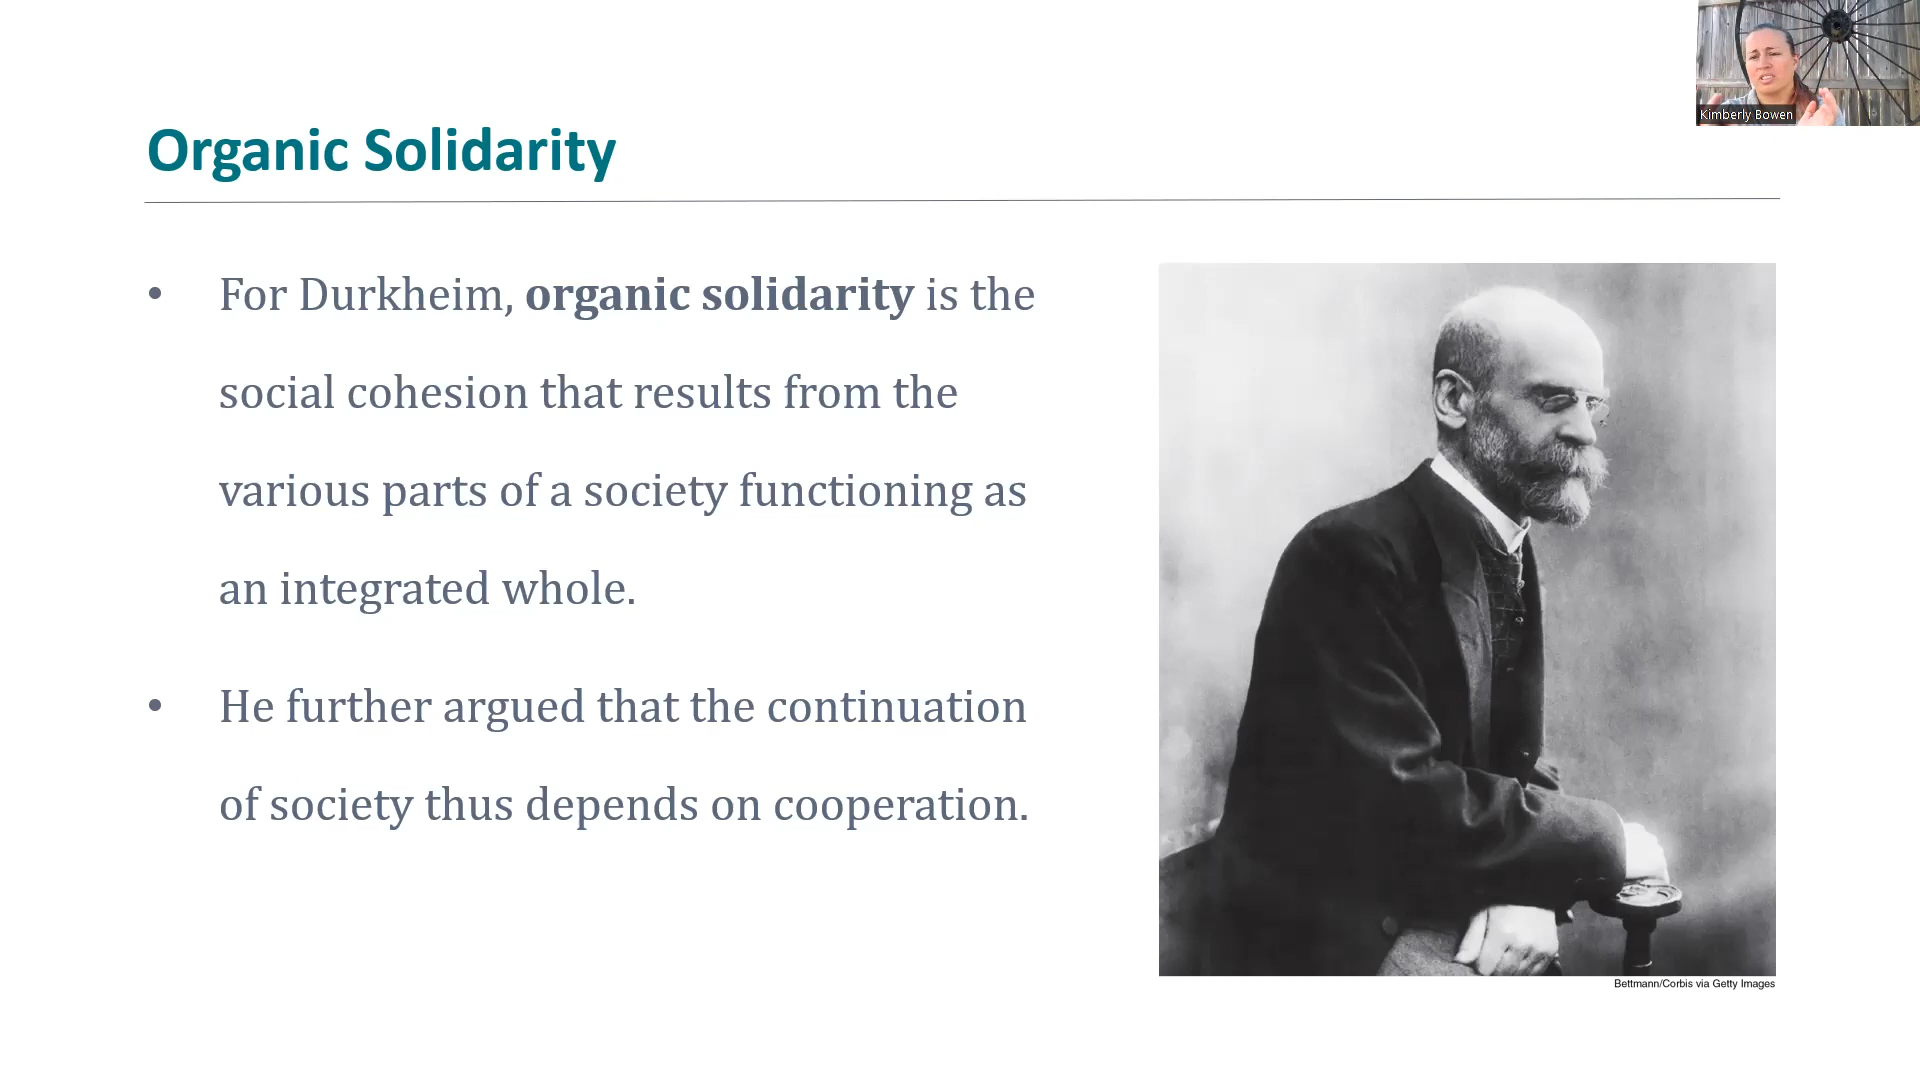 Kimberly Bowen
Organic Solidarity
• For Durkheim, organic solidarity is the
social cohesion that results from the
various parts of a society functioning as
an integrated whole.
• He further argued that the continuation
of society thus depends on cooperation.
Bettmann/Corbis via Getty Images